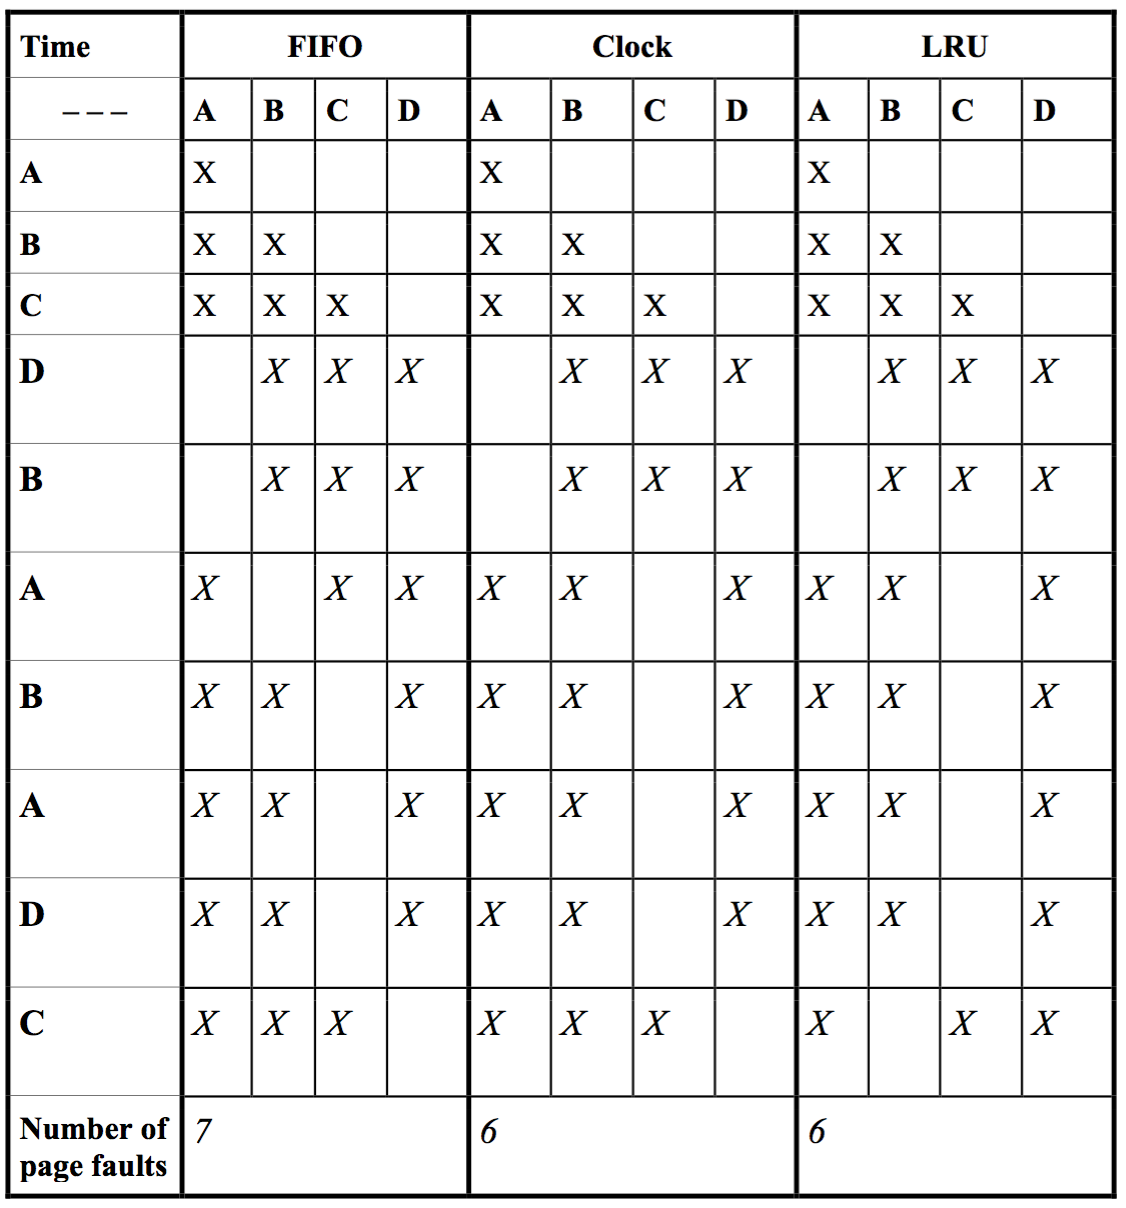 Time FIFO Clock LRU
– – – A B C D A B C D A B C D
A X X X
B X X X X X X
C X X X X X X X X X
D X X X X X X X X X
B X X X X X X X X X
A X X X X X X X X X
B X X X X X X X X X
A X X X X X X X X X
D X X X X X X X X X
C X X X X X X X X X
Number of 7 6 6
page faults